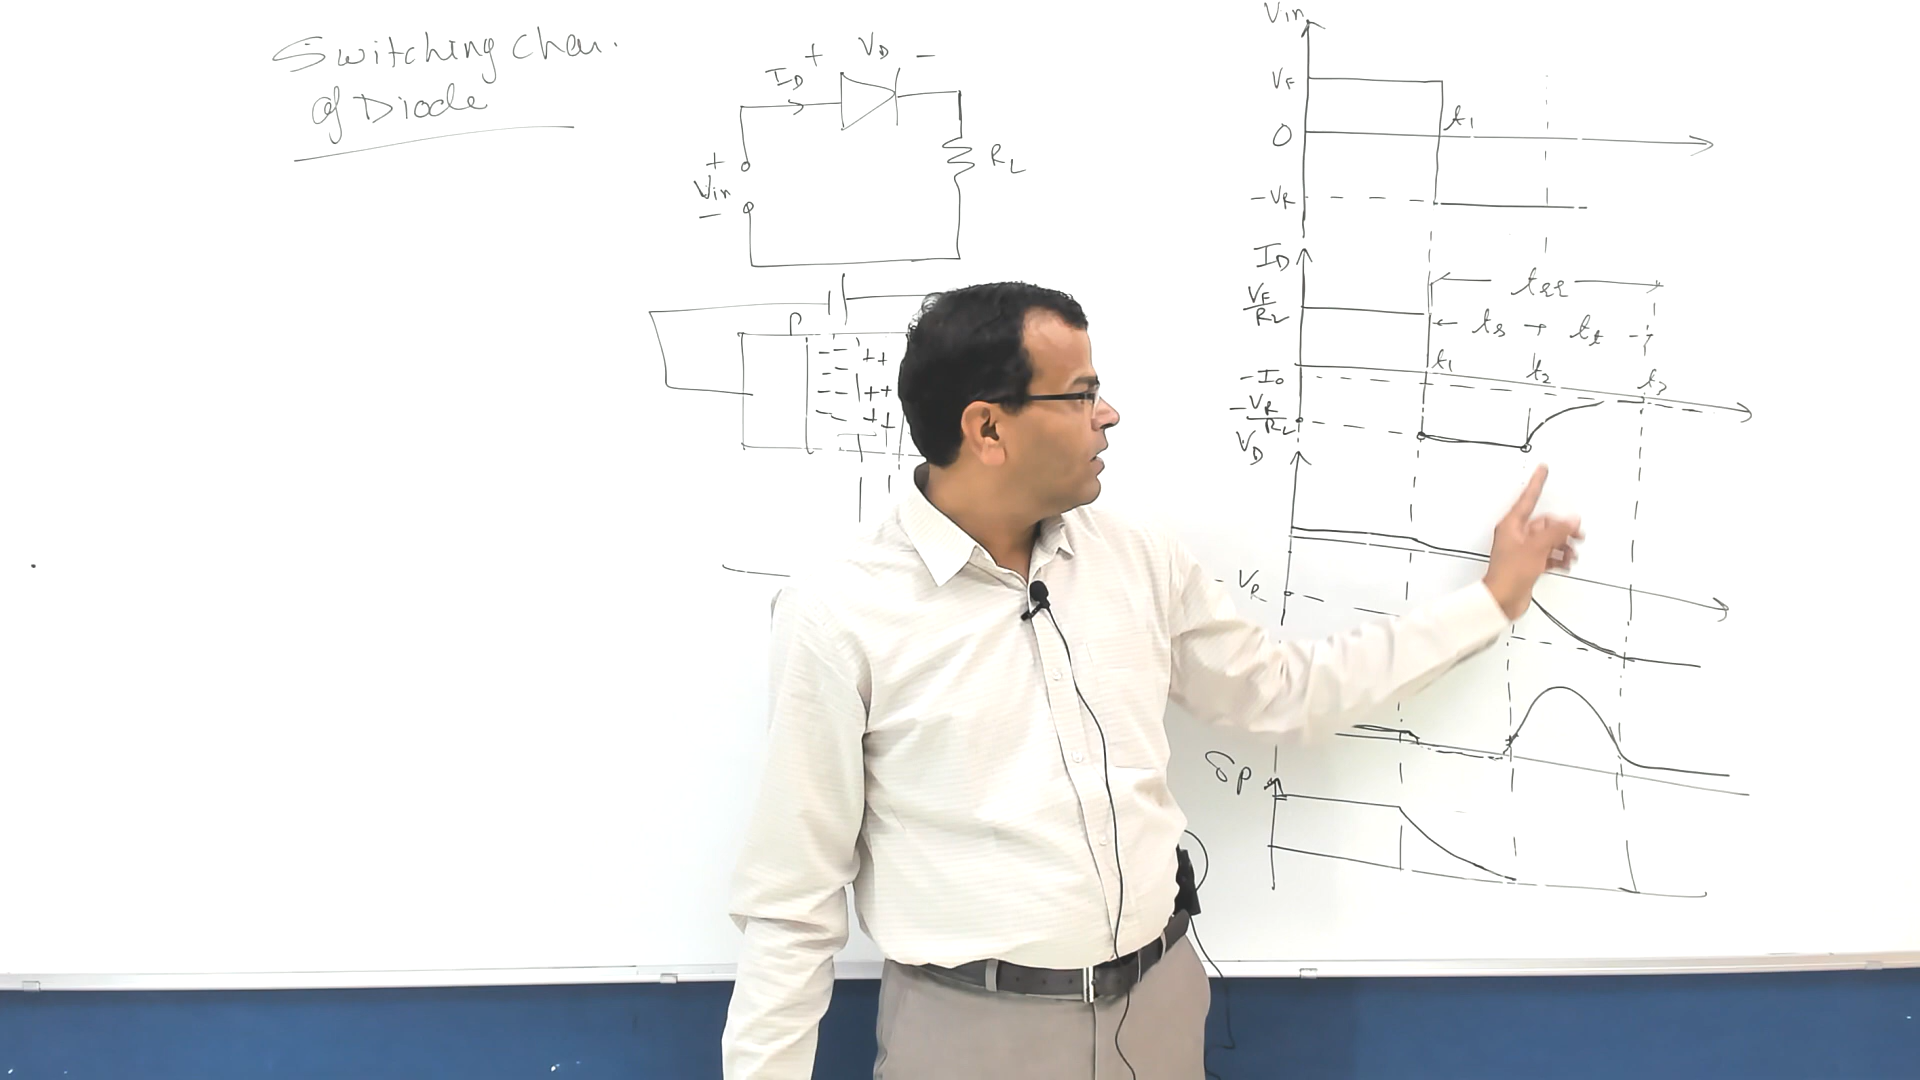 Switching Char.
of Diode
+ VD -
ID
+
Vin
-
RL
P
- - + +
- - + +
- - + +
Vin
VF
t1
0
-VR
ID
trr
VF/RL
ts
tt
t1
t2
t3
-I0
-VR/RL
VD
-VR
δp